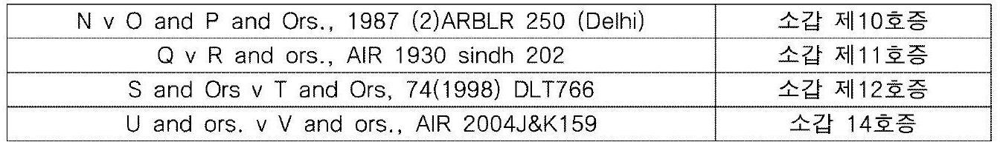 N v O and P and Ors., 1987 (2)ARBLR 250 (Delhi) 소갑 제10호증
Q v R and ors., AIR 1930 sindh 202 소갑 제11호증
S and Ors v T and Ors, 74(1998) DLT766 소갑 제12호증
U and ors. v V and ors., AIR 2004J&K159 소갑 14호증